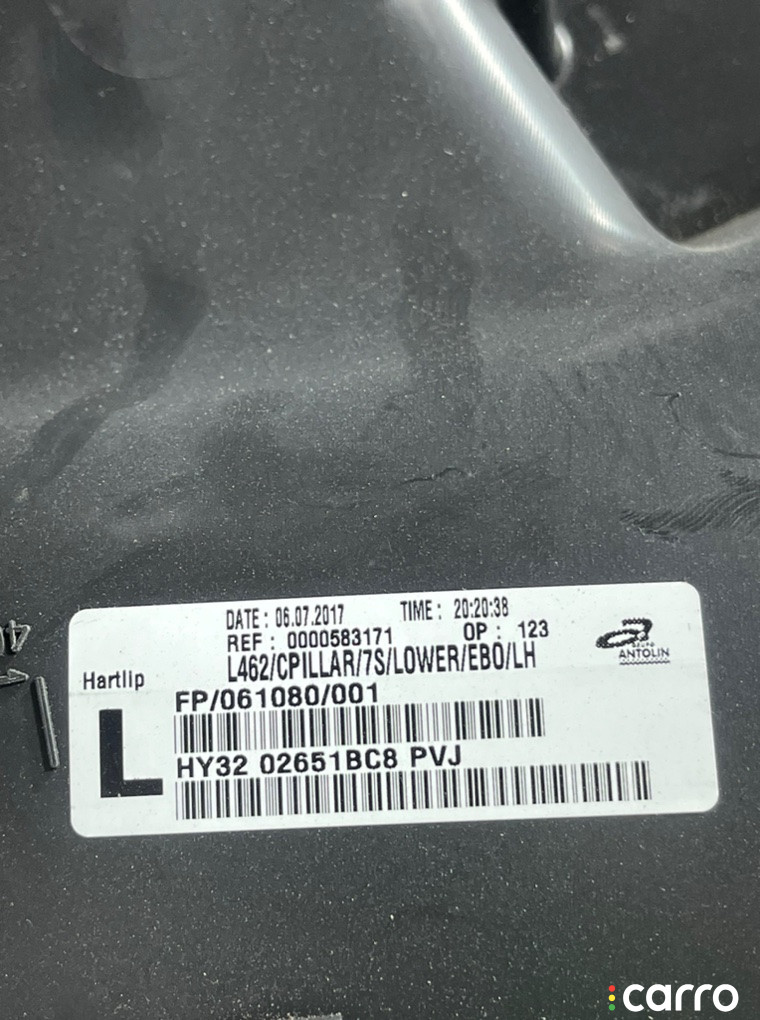 DATE: 06.07.2017 TIME: 20:20:38
REF: 0000583171 OP: 123
L462/CPILLAR/7S/LOWER/EBO/LH
GRUPO
ANTOLIN
Hartlip
FP/061080/001
L
HY32 02651BC8 PVJ
carro